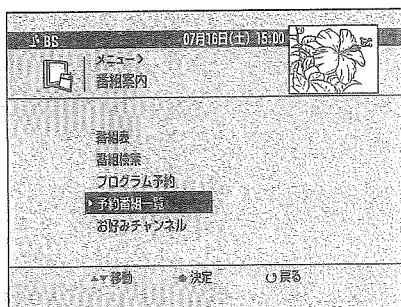 BS 07月16日(土) 15:00
メニュー>
番組案内
番組表
番組検索
プログラム予約
予約番組一覧
お好みチャンネル
▲▼移動 ●決定 ↺戻る